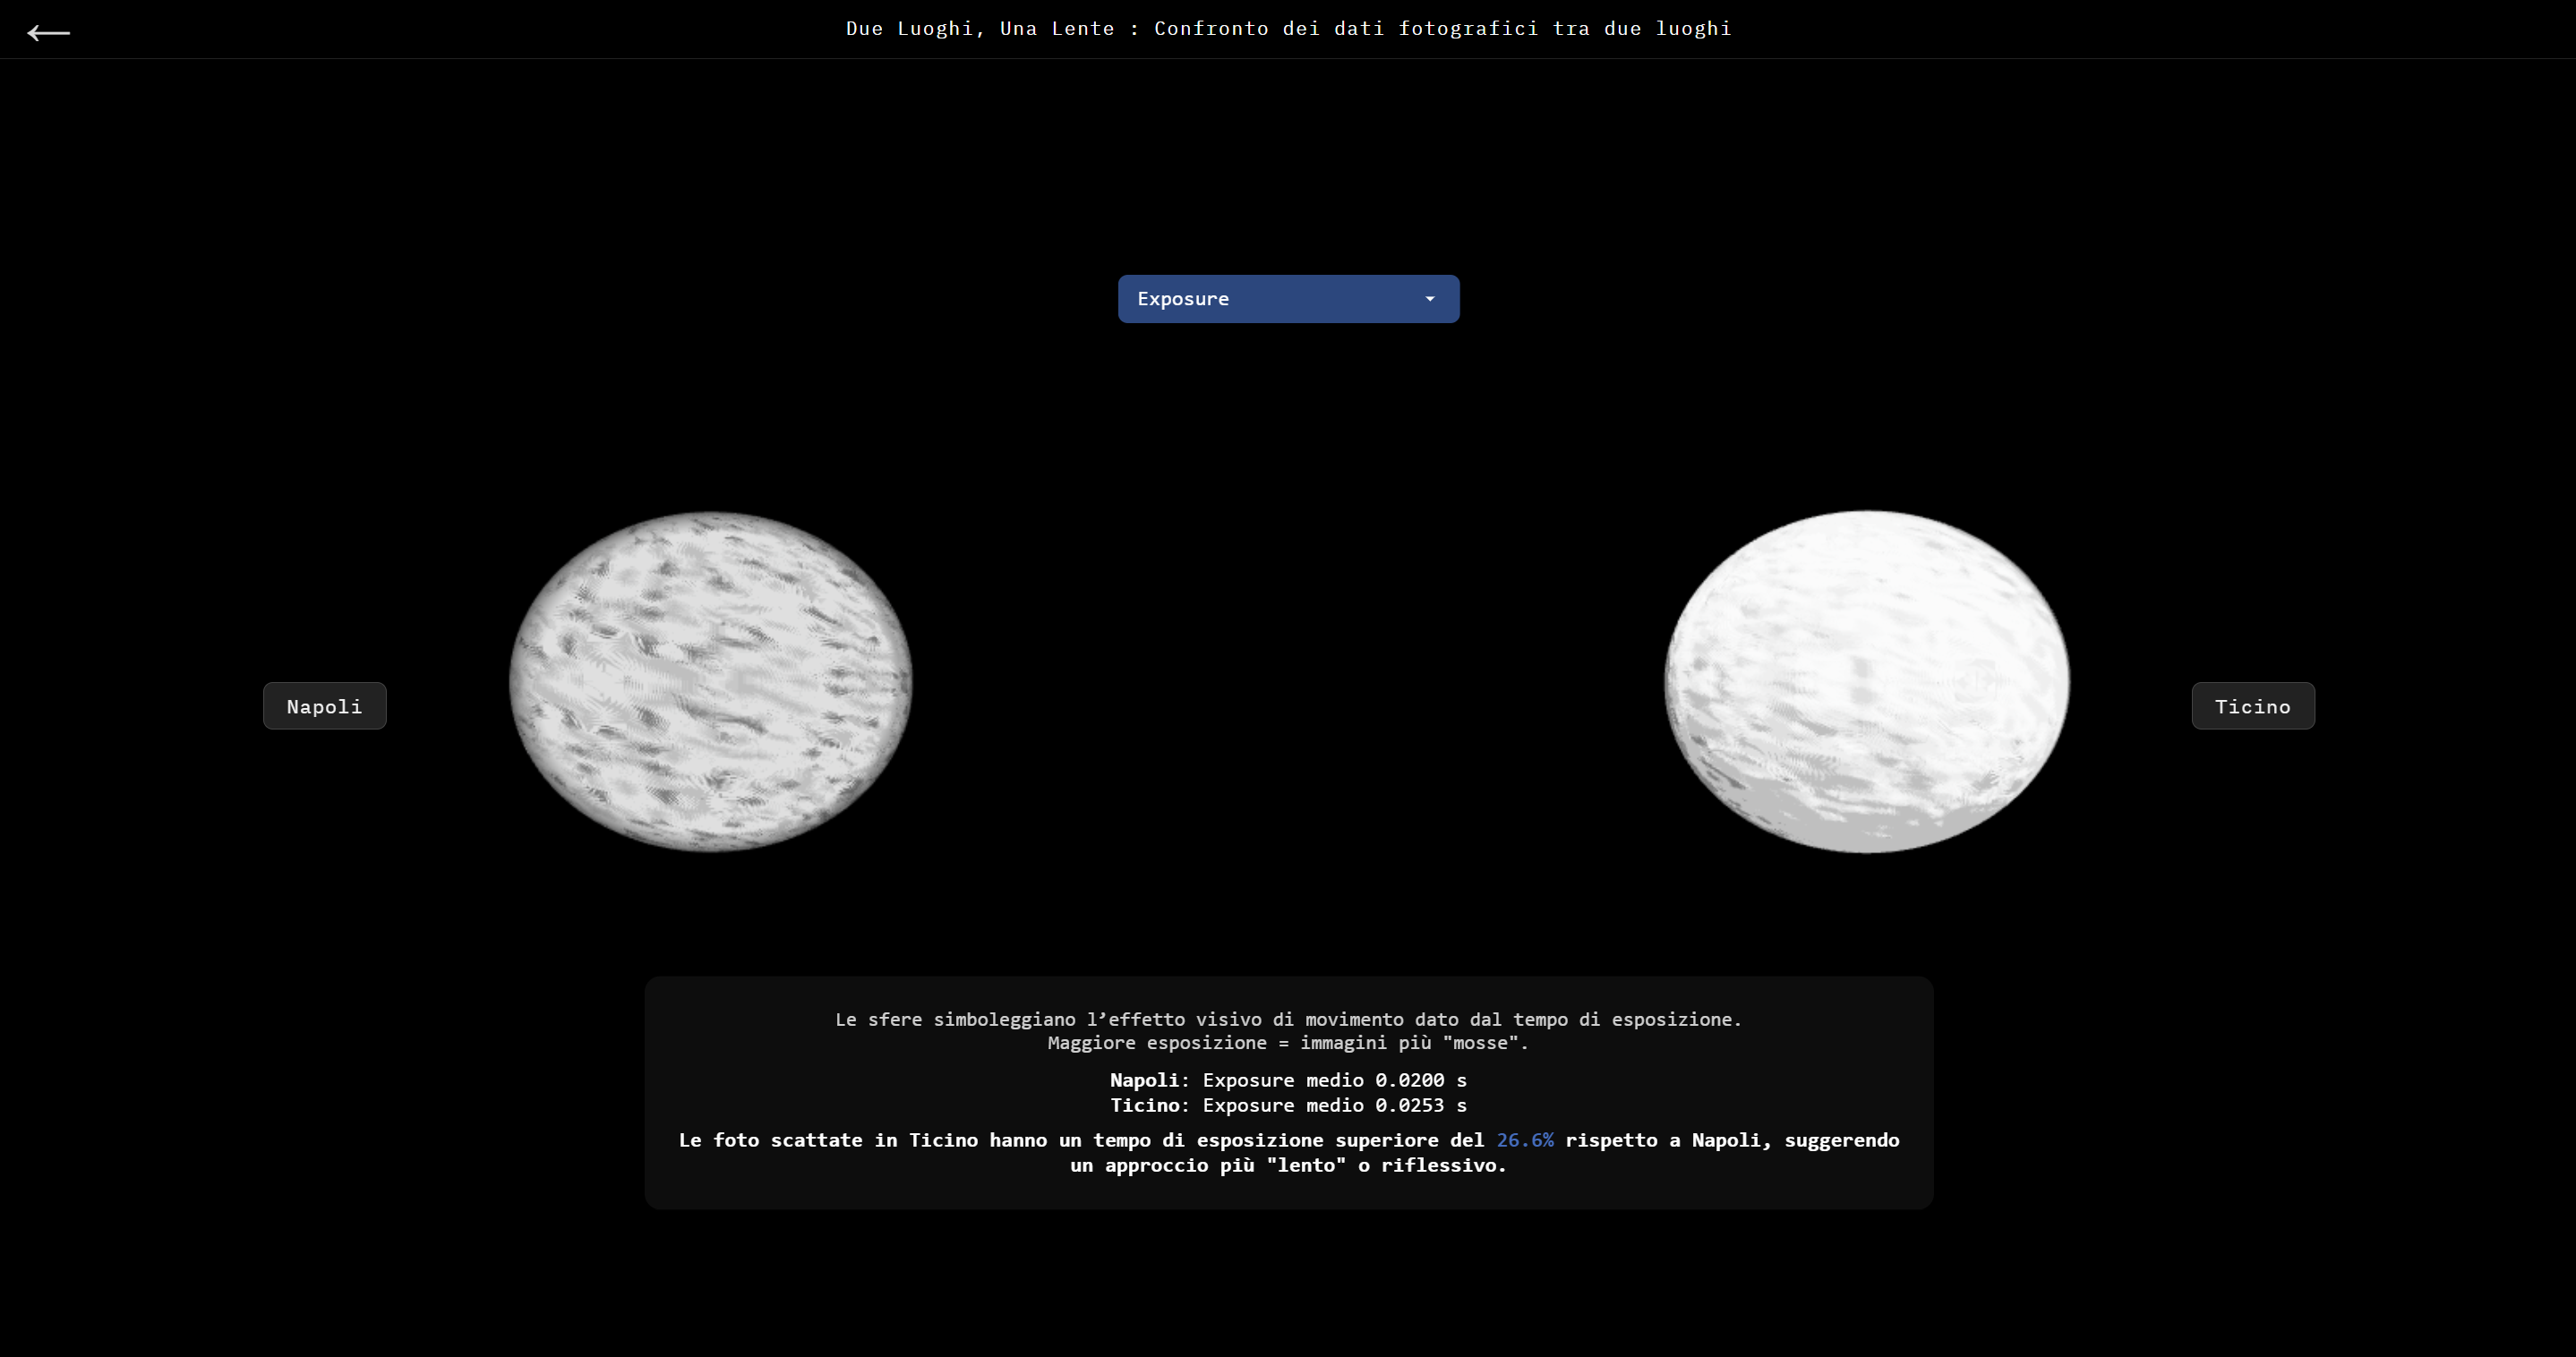 Due Luoghi, Una Lente : Confronto dei dati fotografici tra due luoghi
Exposure
Napoli
Ticino
Le sfere simboleggiano l’effetto visivo di movimento dato dal tempo di esposizione.
Maggiore esposizione = immagini più "mosse".
Napoli: Exposure medio 0.0200 s
Ticino: Exposure medio 0.0253 s
Le foto scattate in Ticino hanno un tempo di esposizione superiore del 26.6% rispetto a Napoli, suggerendo
un approccio più "lento" o riflessivo.